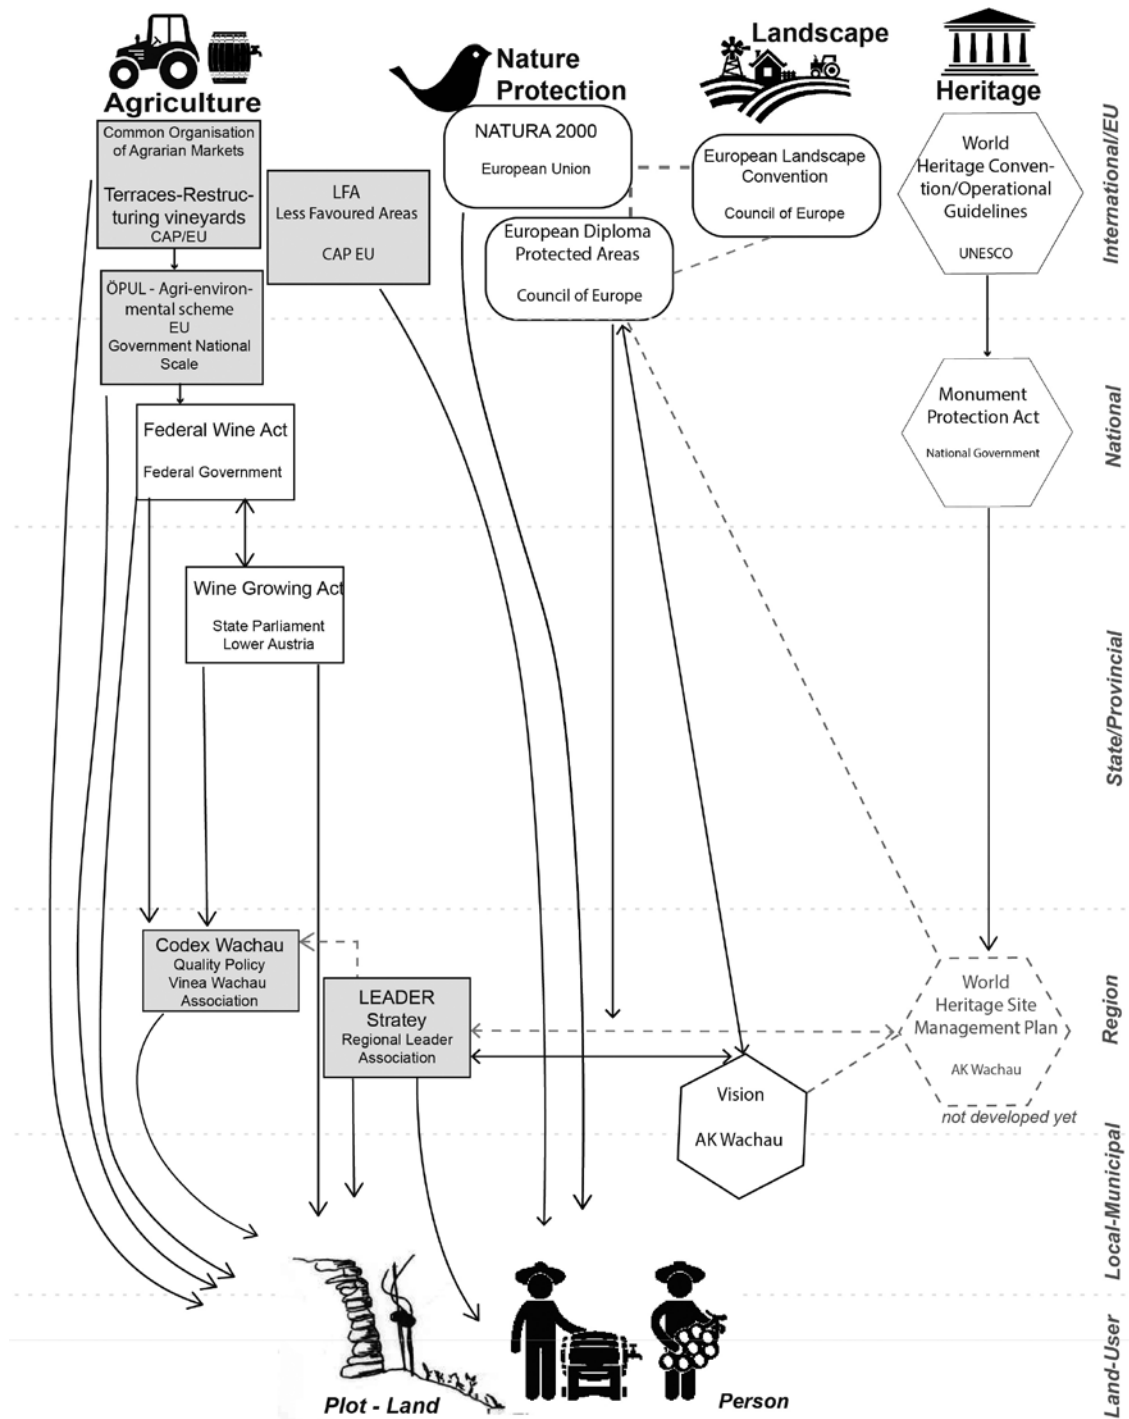 Agriculture
Nature
Protection
Landscape
Heritage
Common Organisation
of Agrarian Markets
Terraces-Restruc-
turing vineyards
CAP/EU
LFA
Less Favoured Areas
CAP EU
NATURA 2000
European Union
European Landscape
Convention
Council of Europe
World
Heritage Conven-
tion/Operational
Guidelines
UNESCO
International/EU
European Diploma
Protected Areas
Council of Europe
ÖPUL - Agri-environ-
mental scheme
EU
Government National
Scale
Federal Wine Act
Federal Government
Monument
Protection Act
National Government
National
Wine Growing Act
State Parliament
Lower Austria
State/Provincial
Codex Wachau
Quality Policy
Vinea Wachau
Association
LEADER
Stratey
Regional Leader
Association
World
Heritage Site
Management Plan
AK Wachau
not developed yet
Region
Vision
AK Wachau
Local-Municipal
Plot - Land
Person
Land-User